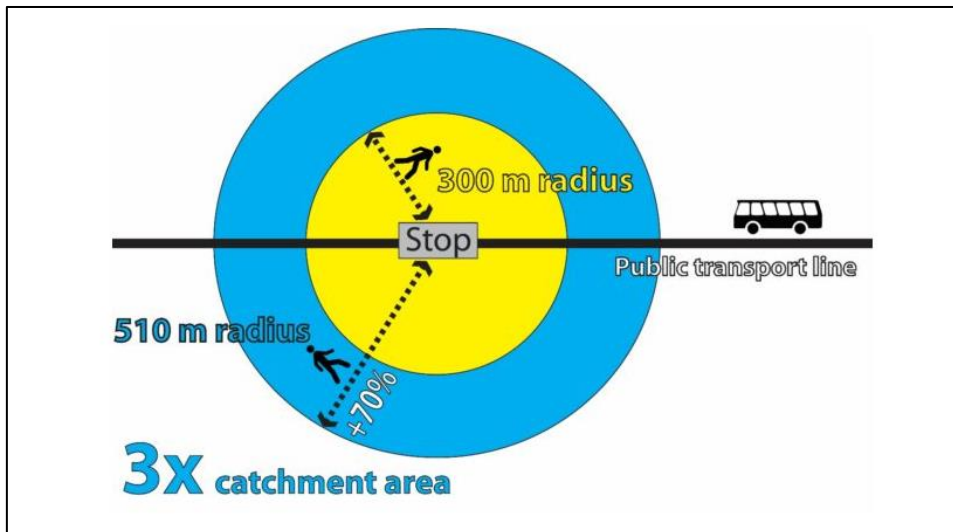 300 m radius
Stop
Public transport line
510 m radius
+70%
3x catchment area